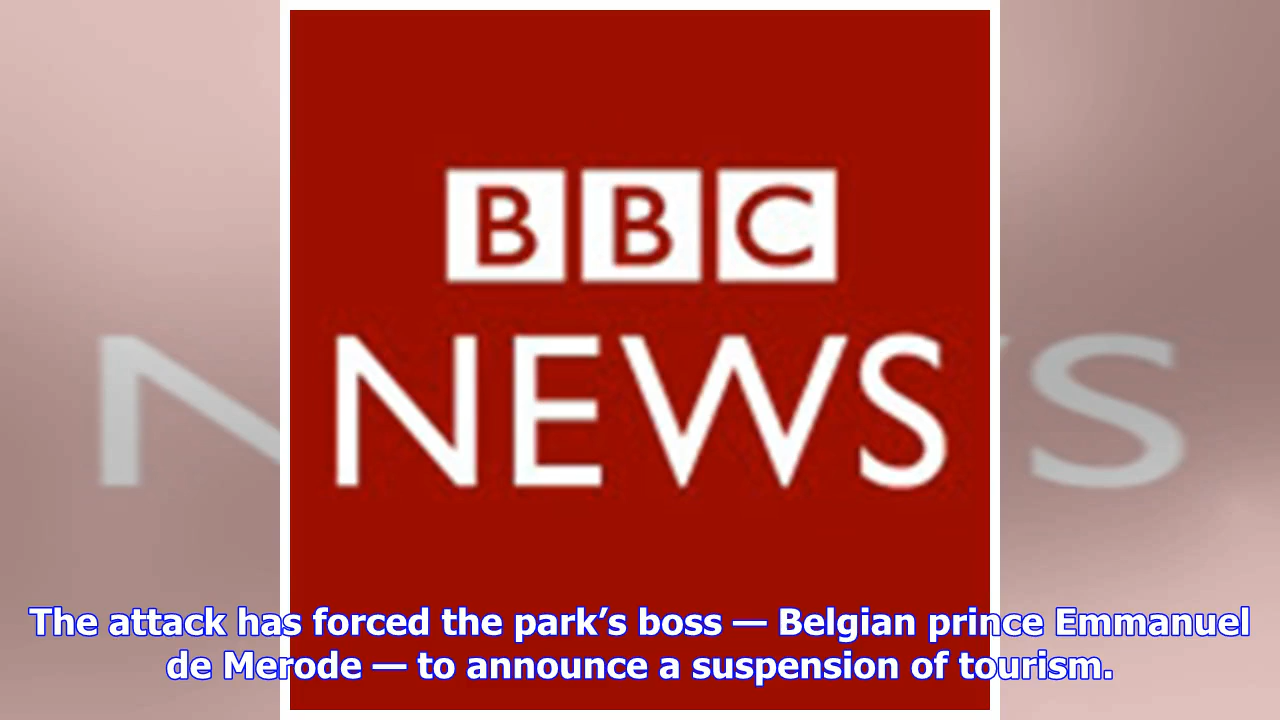 BBC
NEWS
The attack has forced the park’s boss — Belgian prince Emmanuel
de Merode — to announce a suspension of tourism.